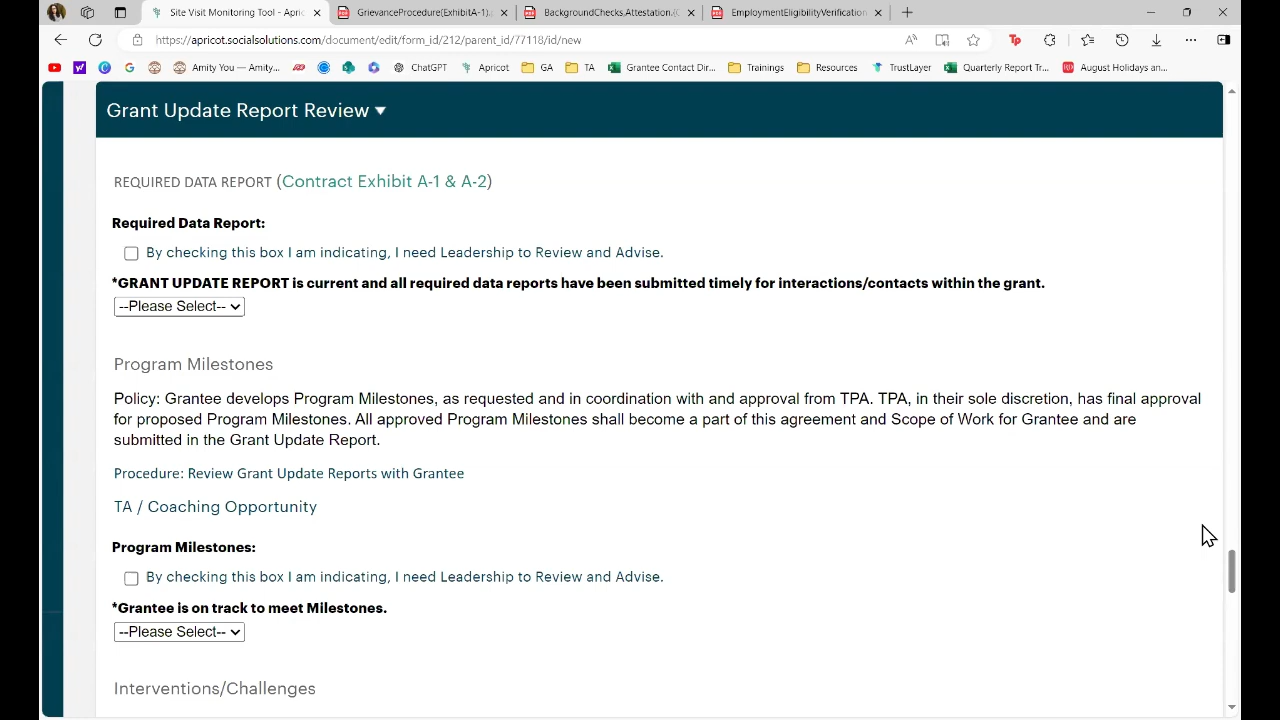 Site Visit Monitoring Tool - Apric
GrievanceProcedure(ExhibitA-1).
BackgroundChecks,Attestation.(
EmploymentEligibilityVerification
https://apricot.socialsolutions.com/document/edit/form_id/212/parent_id/77118/id/new
Amity You — Amity...
ChatGPT
Apricot
GA
TA
Grantee Contact Dir...
Trainings
Resources
TrustLayer
Quarterly Report Tr...
August Holidays an...
Grant Update Report Review
REQUIRED DATA REPORT (Contract Exhibit A-1 & A-2)
Required Data Report:
By checking this box I am indicating, I need Leadership to Review and Advise.
*GRANT UPDATE REPORT is current and all required data reports have been submitted timely for interactions/contacts within the grant.
--Please Select--
Program Milestones
Policy: Grantee develops Program Milestones, as requested and in coordination with and approval from TPA. TPA, in their sole discretion, has final approval
for proposed Program Milestones. All approved Program Milestones shall become a part of this agreement and Scope of Work for Grantee and are
submitted in the Grant Update Report.
Procedure: Review Grant Update Reports with Grantee
TA / Coaching Opportunity
Program Milestones:
By checking this box I am indicating, I need Leadership to Review and Advise.
*Grantee is on track to meet Milestones.
--Please Select--
Interventions/Challenges